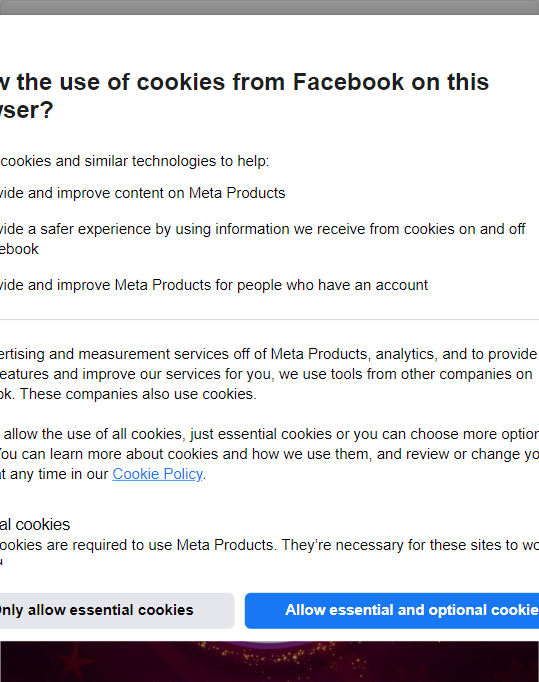 w the use of cookies from Facebook on this
wser?
cookies and similar technologies to help:
vide and improve content on Meta Products
vide a safer experience by using information we receive from cookies on and off
ebook
vide and improve Meta Products for people who have an account
ertising and measurement services off of Meta Products, analytics, and to provide
eatures and improve our services for you, we use tools from other companies on
ok. These companies also use cookies.
allow the use of all cookies, just essential cookies or you can choose more option
You can learn more about cookies and how we use them, and review or change yo
at any time in our Cookie Policy.
al cookies
ookies are required to use Meta Products. They’re necessary for these sites to wo
Only allow essential cookies
Allow essential and optional cookie